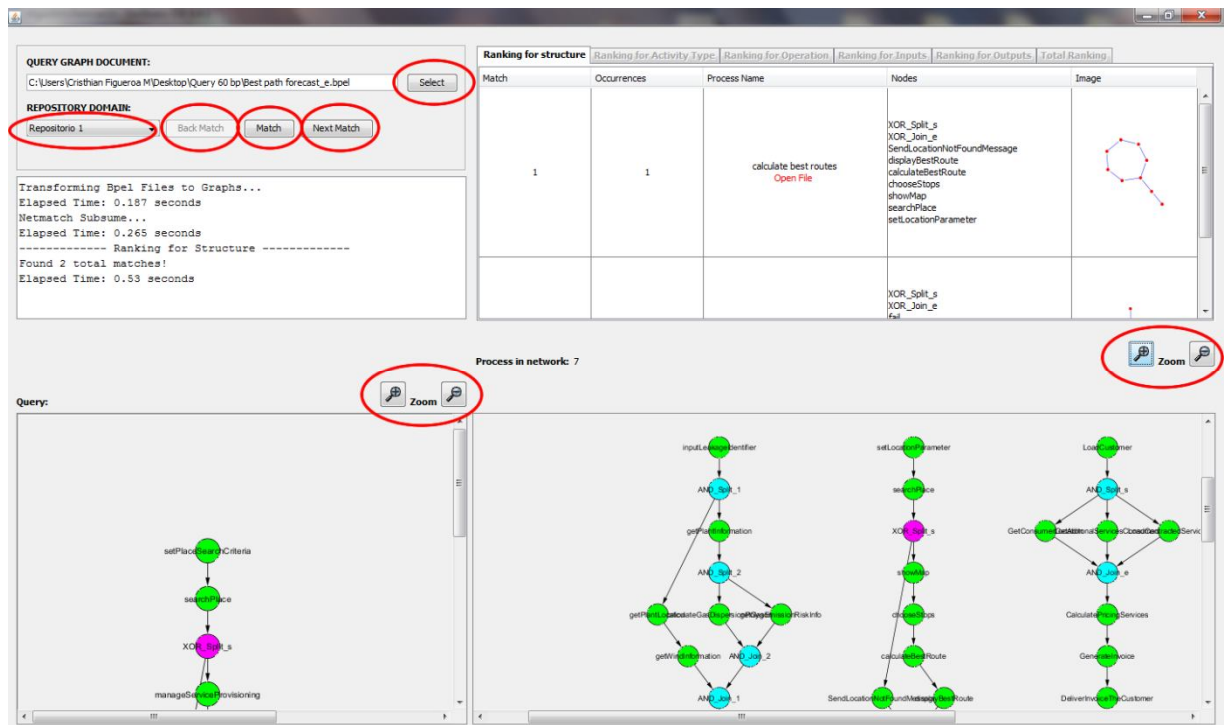 QUERY GRAPH DOCUMENT:
C:\Users\Cristhian Figueroa M\Desktop\Query 60 bp\Best path forecast_e.bpel
Select
REPOSITORY DOMAIN:
Repositorio 1
Back Match
Match
Next Match
Transforming Bpel Files to Graphs...
Elapsed Time: 0.187 seconds
Netmatch Subsume...
Elapsed Time: 0.265 seconds
------------- Ranking for Structure -------------
Found 2 total matches!
Elapsed Time: 0.53 seconds
Ranking for structure
Ranking for Activity Type
Ranking for Operation
Ranking for Inputs
Ranking for Outputs
Total Ranking
Match
Occurrences
Process Name
Nodes
Image
1
1
calculate best routes
Open File
XOR_Split_s
XOR_Join_e
SendLocationNotFoundMessage
displayBestRoute
calculateBestRoute
chooseStops
showMap
searchPlace
setLocationParameter
XOR_Split_s
XOR_Join_e
fail
Process in network: 7
Zoom
Query:
Zoom
setPlaceSearchCriteria
searchPlace
XOR_Split_s
manageServiceProvisioning
inputLeakageIdentifier
AND_Split_1
getPlantInformation
AND_Split_2
getWindInformation
AND_Join_2
AND_Join_1
setLocationParameter
searchPlace
XOR_Split_s
showMap
chooseStops
calculateBestRoute
LoadCustomer
AND_Split_s
AND_Join_e
CalculatePricingServices
GenerateInvoice
DeliverInvoiceTheCustomer